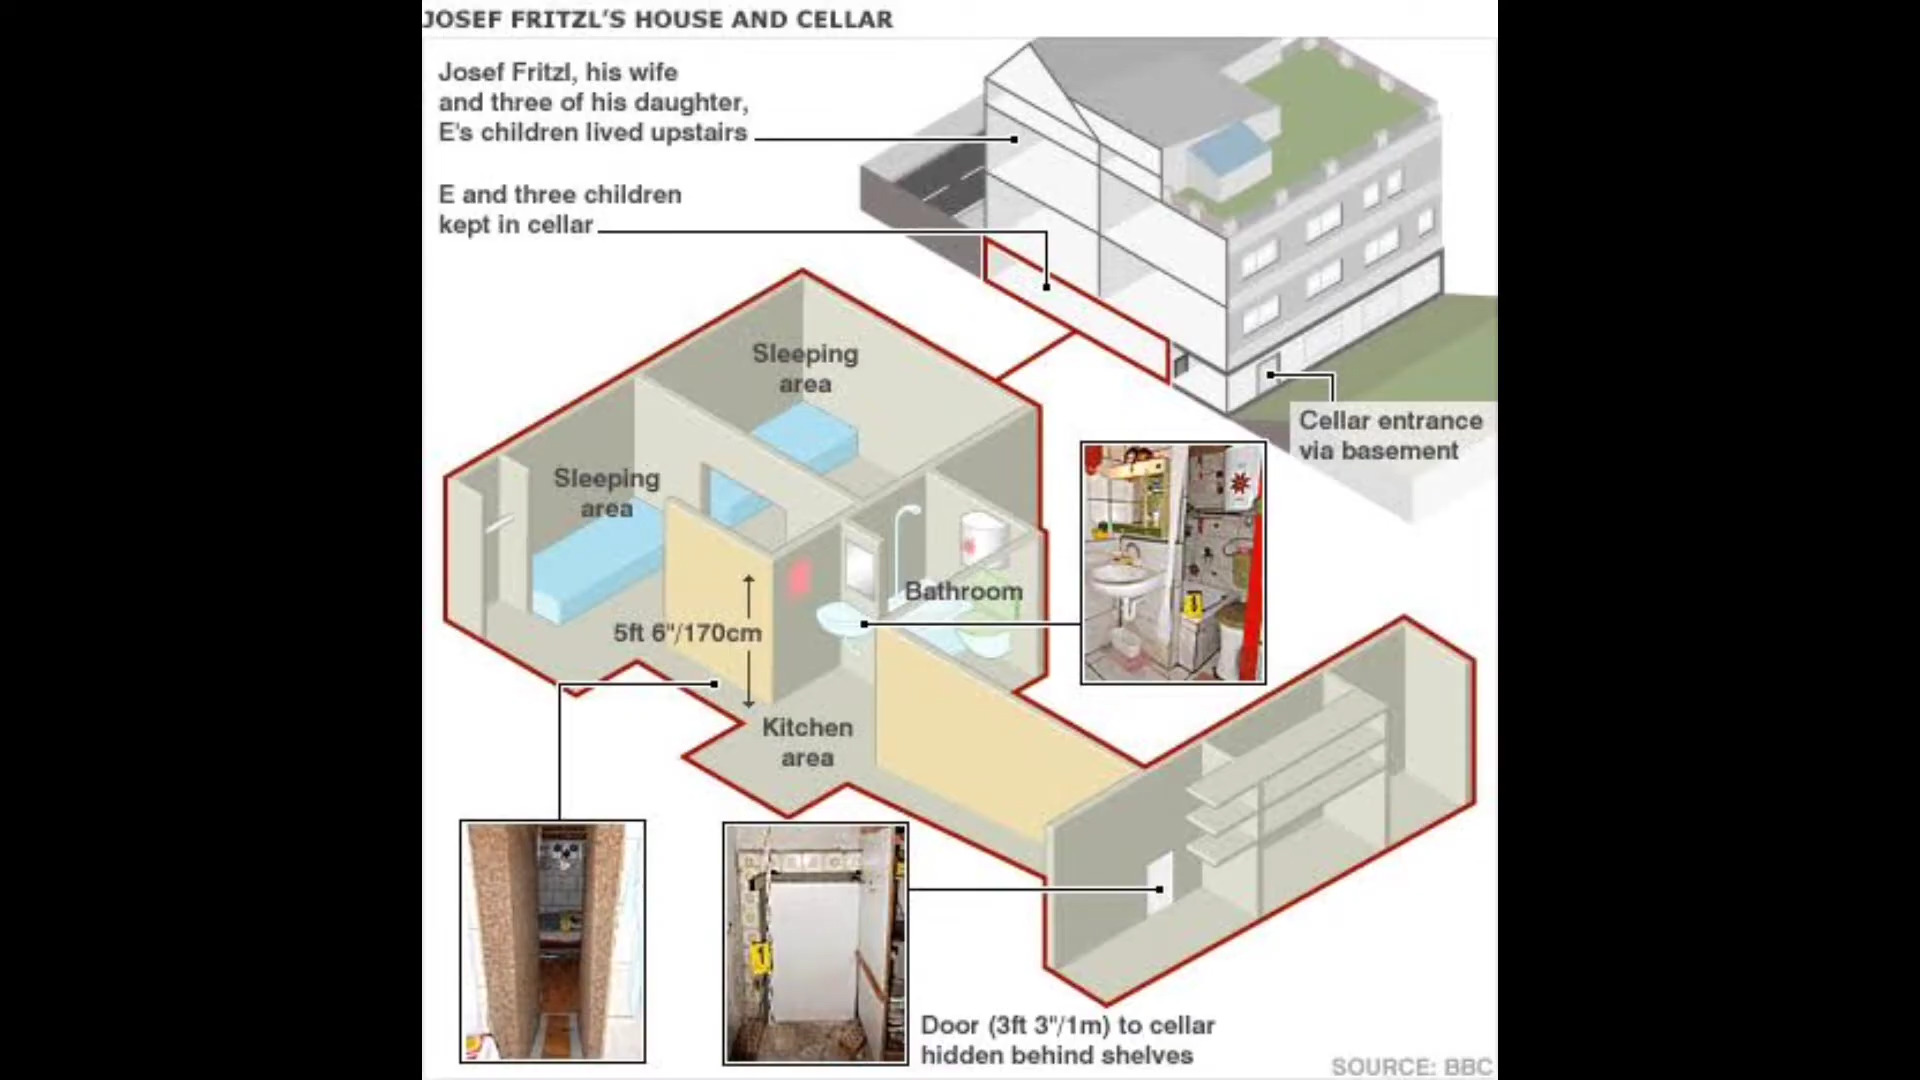 JOSEF FRITZL'S HOUSE AND CELLAR
Josef Fritzl, his wife
and three of his daughter,
E's children lived upstairs
E and three children
kept in cellar
Sleeping
area
Cellar entrance
via basement
Sleeping
area
Bathroom
5ft 6"/170cm
Kitchen
area
Door (3ft 3"/1m) to cellar
hidden behind shelves
SOURCE: BBC